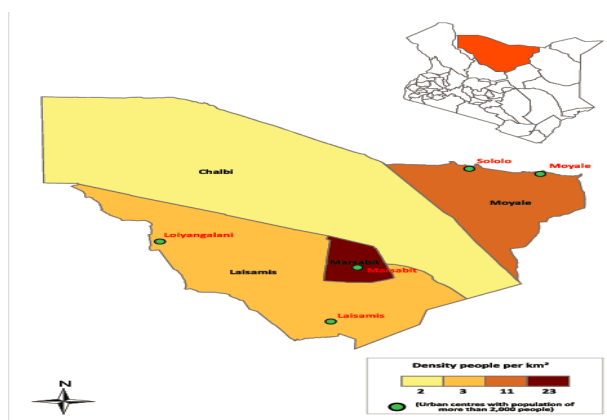 Sololo
Moyale
Chalbi
Moyale
Loiyangalani
Marsabit
Marsabit
Laisamis
Laisamis
Density people per km²
2 3 11 23
(Urban centres with population of
more than 2,000 people)
N